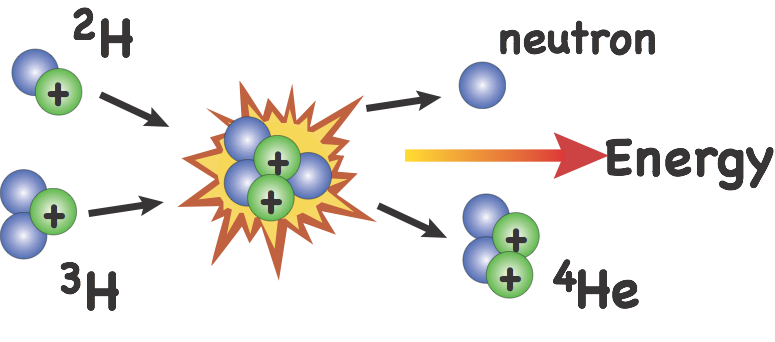 ²H
neutron
+
+
+
Energy
+
+
+
³H
⁴He